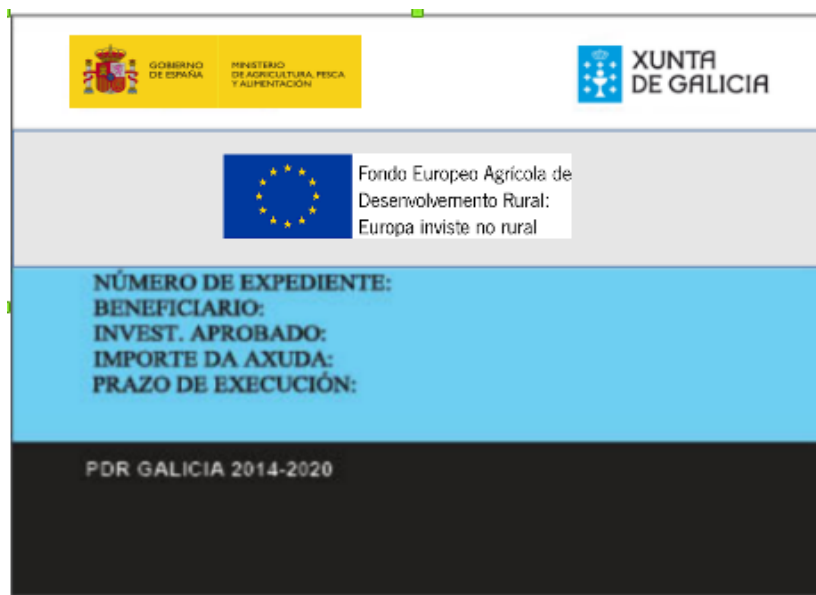 GOBIERNO
DE ESPAÑA
MINISTERIO
DE AGRICULTURA, PESCA
Y ALIMENTACIÓN
XUNTA
DE GALICIA
Fondo Europeo Agrícola de
Desenvolvemento Rural:
Europa inviste no rural
NÚMERO DE EXPEDIENTE:
BENEFICIARIO:
INVEST. APROBADO:
IMPORTE DA AXUDA:
PRAZO DE EXECUCIÓN:
PDR GALICIA 2014-2020